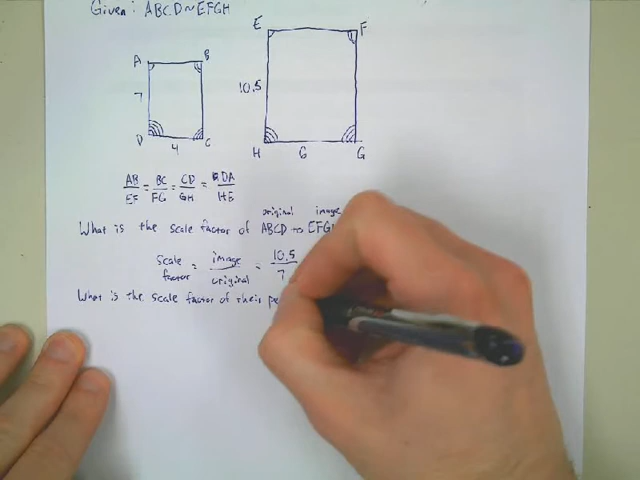 Given: ABCD~EFGH
E F
A B
7 10.5
D 4 C
H 6 G
AB/EF = BC/FG = CD/GH = DA/HE
original image
What is the scale factor of ABCD to EFGH
scale factor = image/original = 10.5/7
What is the scale factor of their